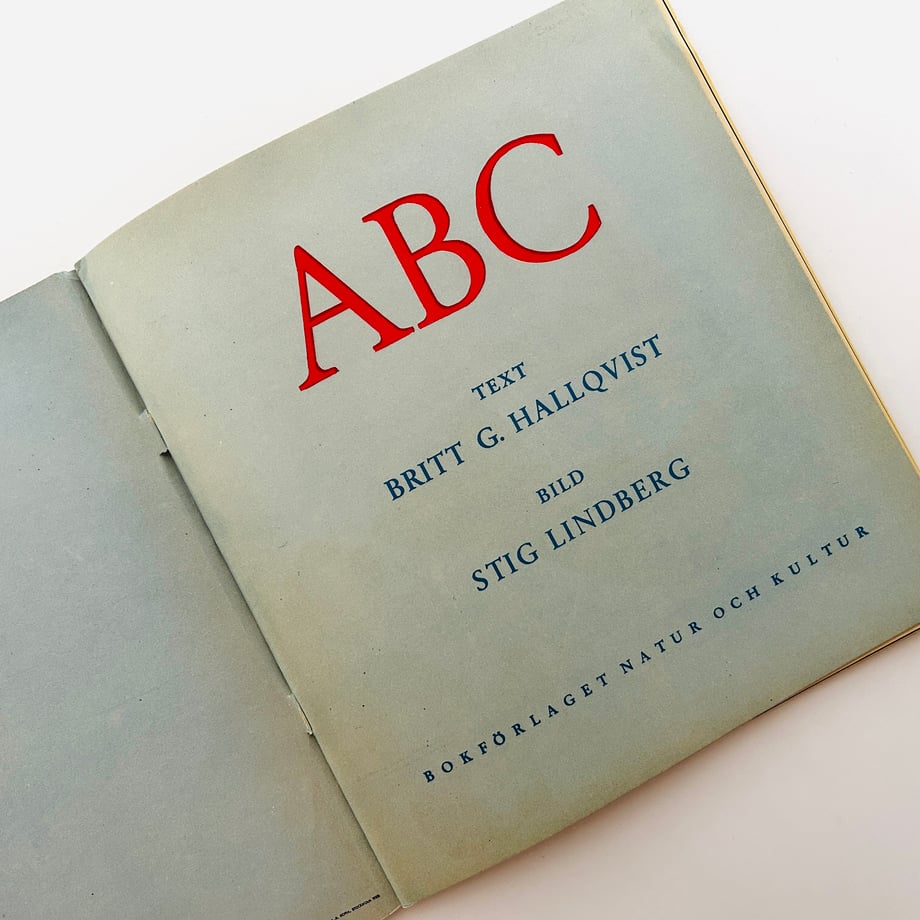 ABC
TEXT
BRITT G. HALLQVIST
BILD
STIG LINDBERG
BOKFÖRLAGET NATUR OCH KULTUR